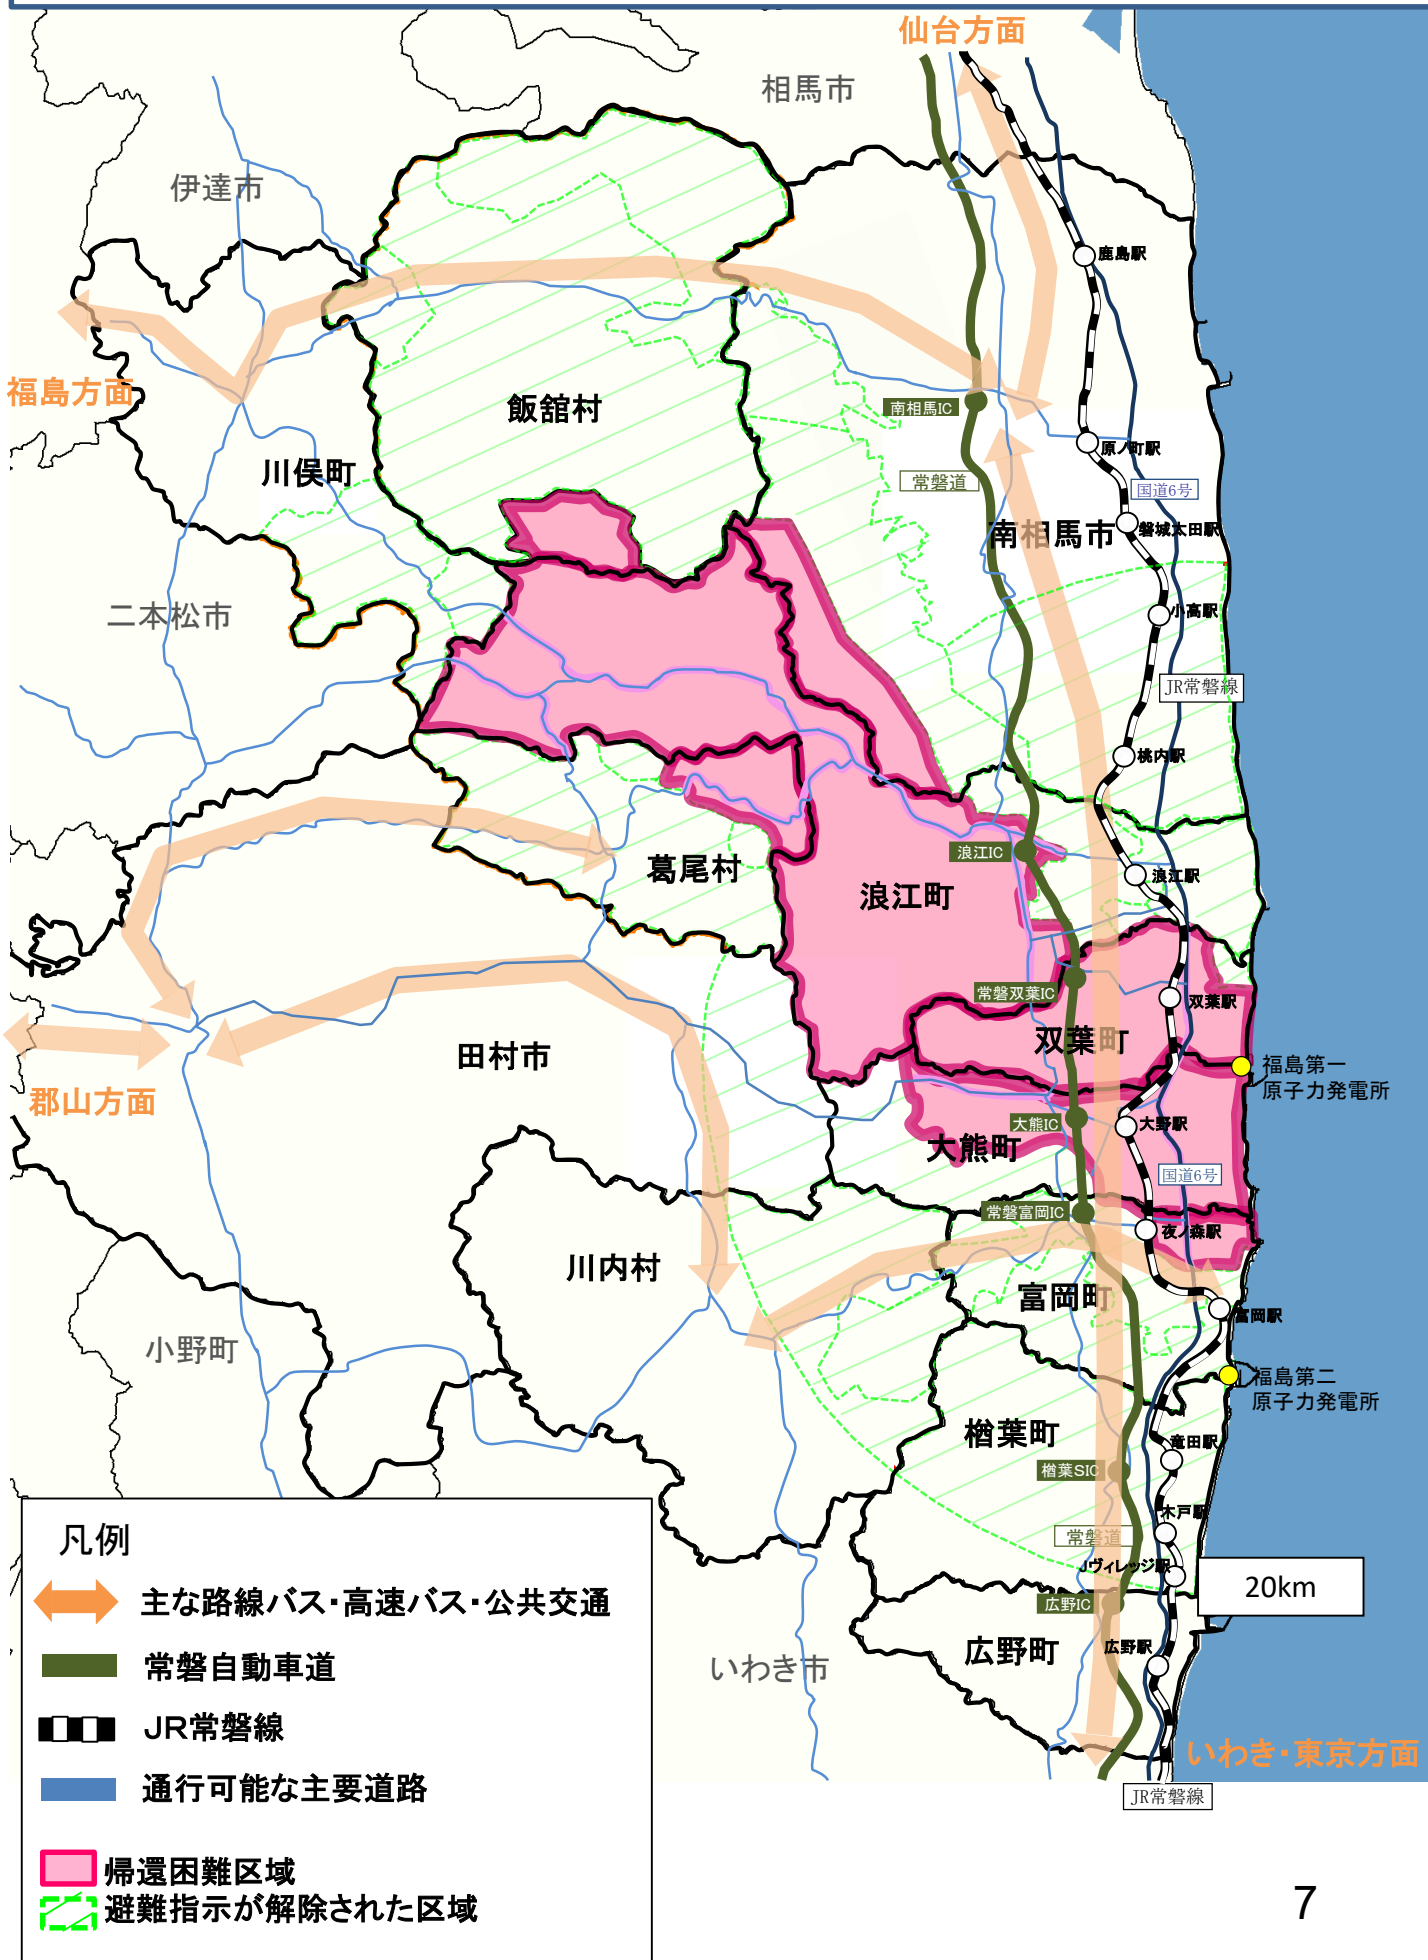 仙台方面
相馬市
伊達市
鹿島駅
福島方面
飯舘村
南相馬IC
原ノ町駅
川俣町
常磐道
国道6号
南相馬市
磐城太田駅
二本松市
小高駅
JR常磐線
桃内駅
浪江IC
葛尾村
浪江駅
浪江町
常磐双葉IC
双葉駅
双葉町
田村市
福島第一
原子力発電所
郡山方面
大熊IC
大野駅
大熊町
国道6号
常磐富岡IC
夜ノ森駅
川内村
富岡町
富岡駅
小野町
福島第二
原子力発電所
楢葉町
竜田駅
楢葉SIC
木戸駅
常磐道
Jヴィレッジ駅
20km
広野IC
広野町
広野駅
いわき市
いわき・東京方面
JR常磐線
凡例
主な路線バス・高速バス・公共交通
常磐自動車道
JR常磐線
通行可能な主要道路
帰還困難区域
避難指示が解除された区域
7